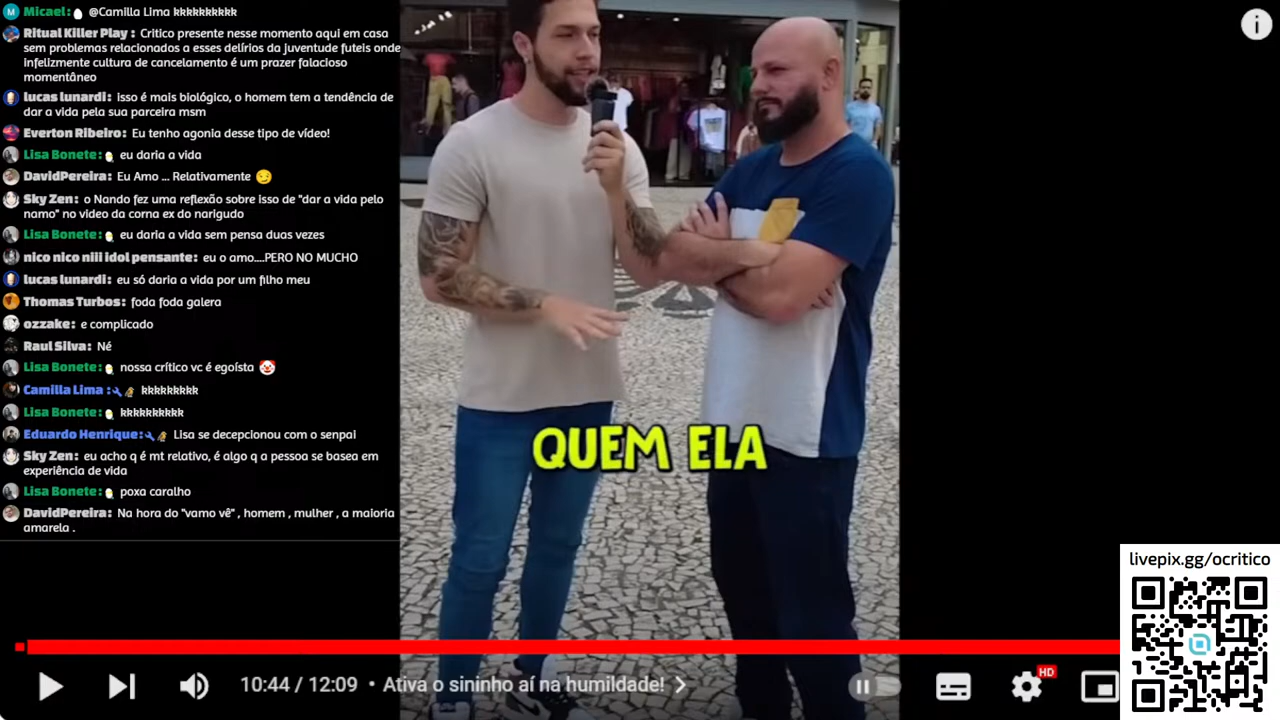 Micael: @Camilla Lima kkkkkkkkkk
Ritual Killer Play : Critico presente nesse momento aqui em casa
sem problemas relacionados a esses delírios da juventude futeis onde
infelizmente cultura de cancelamento é um prazer falacioso
momentâneo
lucas lunardi: isso é mais biológico, o homem tem a tendência de
dar a vida pela sua parceira msm
Everton Ribeiro: Eu tenho agonia desse tipo de vídeo!
Lisa Bonete: eu daria a vida
DavidPereira: Eu Amo ... Relativamente 😏
Sky Zen: o Nando fez uma reflexão sobre isso de "dar a vida pelo
namo" no video da corna ex do narigudo
Lisa Bonete: eu daria a vida sem pensa duas vezes
nico nico niii idol pensante: eu o amo....PERO NO MUCHO
lucas lunardi: eu só daria a vida por um filho meu
Thomas Turbos: foda foda galera
ozzake: e complicado
Raul Silva: Né
Lisa Bonete: nossa crítico vc é egoísta 🤡
Camilla Lima : kkkkkkkkk
Lisa Bonete: kkkkkkkkkk
Eduardo Henrique: Lisa se decepcionou com o senpai
Sky Zen: eu acho q é mt relativo, é algo q a pessoa se basea em
experiência de vida
Lisa Bonete: poxa caralho
DavidPereira: Na hora do "vamo vê" , homem , mulher , a maioria
amarela .
QUEM ELA
livepix.gg/ocritico
10:44 / 12:09 • Ativa o sininho aí na humildade!
HD